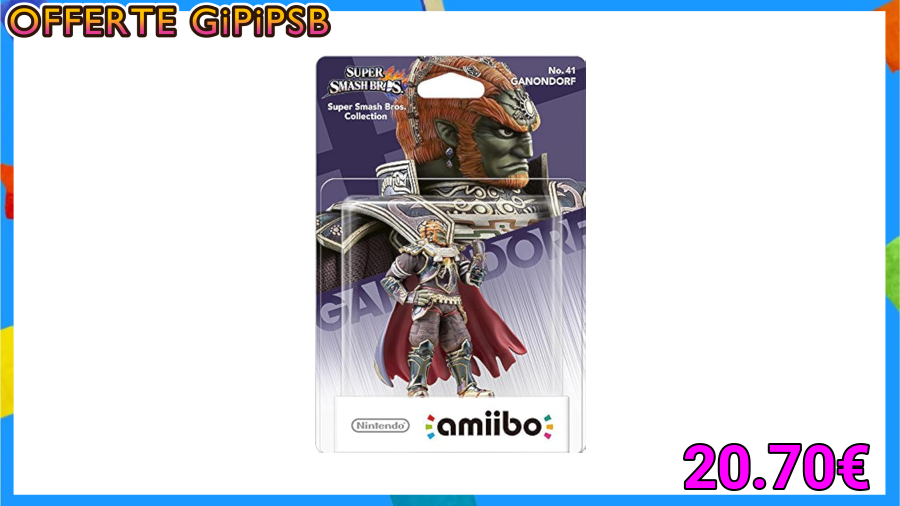 OFFERTE GiPiPSB
SUPER
SMASH BROS.
Super Smash Bros.
Collection
No. 41
GANONDORF
GANONDORF
Nintendo
amiibo
20.70€